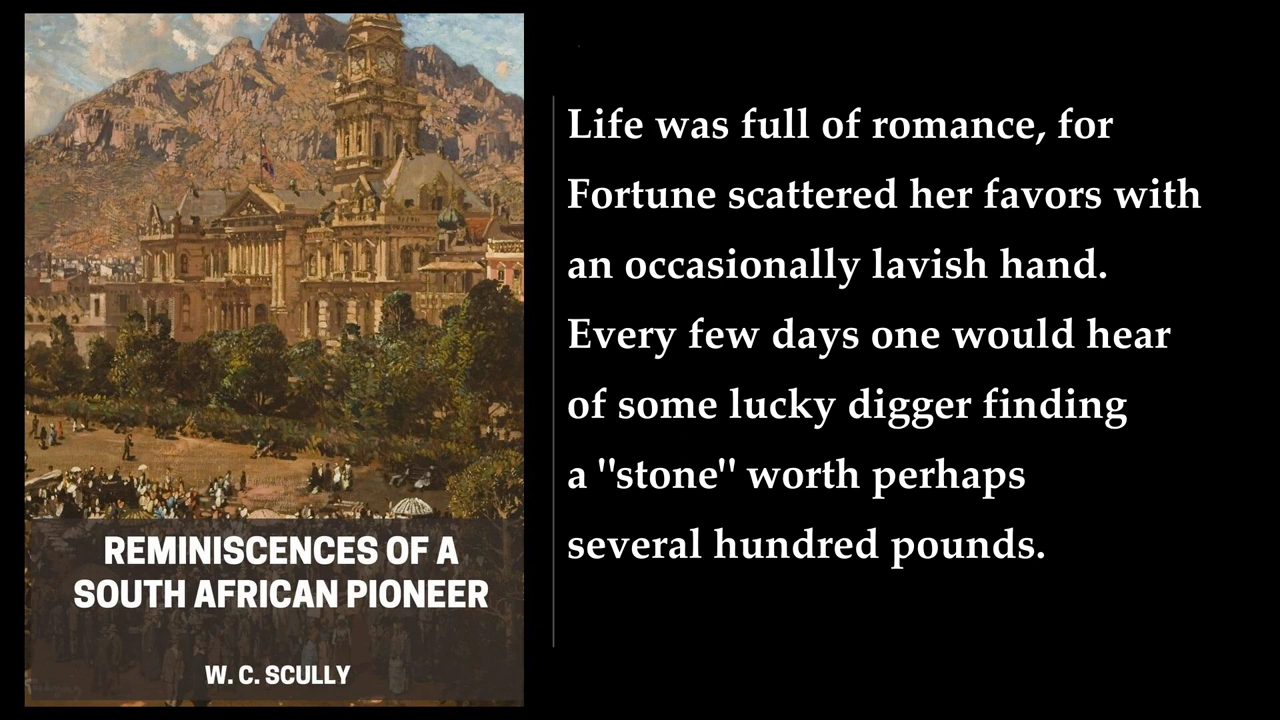 REMINISCENCES OF A
SOUTH AFRICAN PIONEER
W. C. SCULLY
Life was full of romance, for
Fortune scattered her favors with
an occasionally lavish hand.
Every few days one would hear
of some lucky digger finding
a "stone" worth perhaps
several hundred pounds.